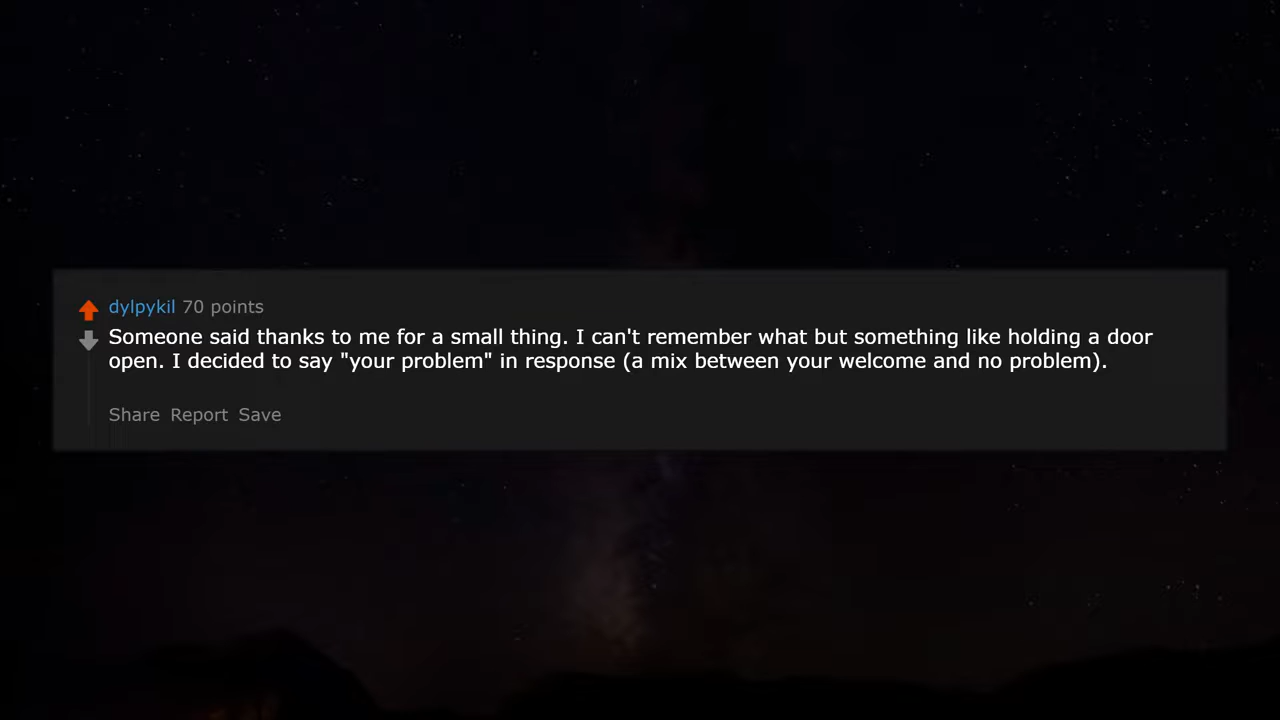 dylpykil 70 points
Someone said thanks to me for a small thing. I can't remember what but something like holding a door
open. I decided to say "your problem" in response (a mix between your welcome and no problem).
Share Report Save